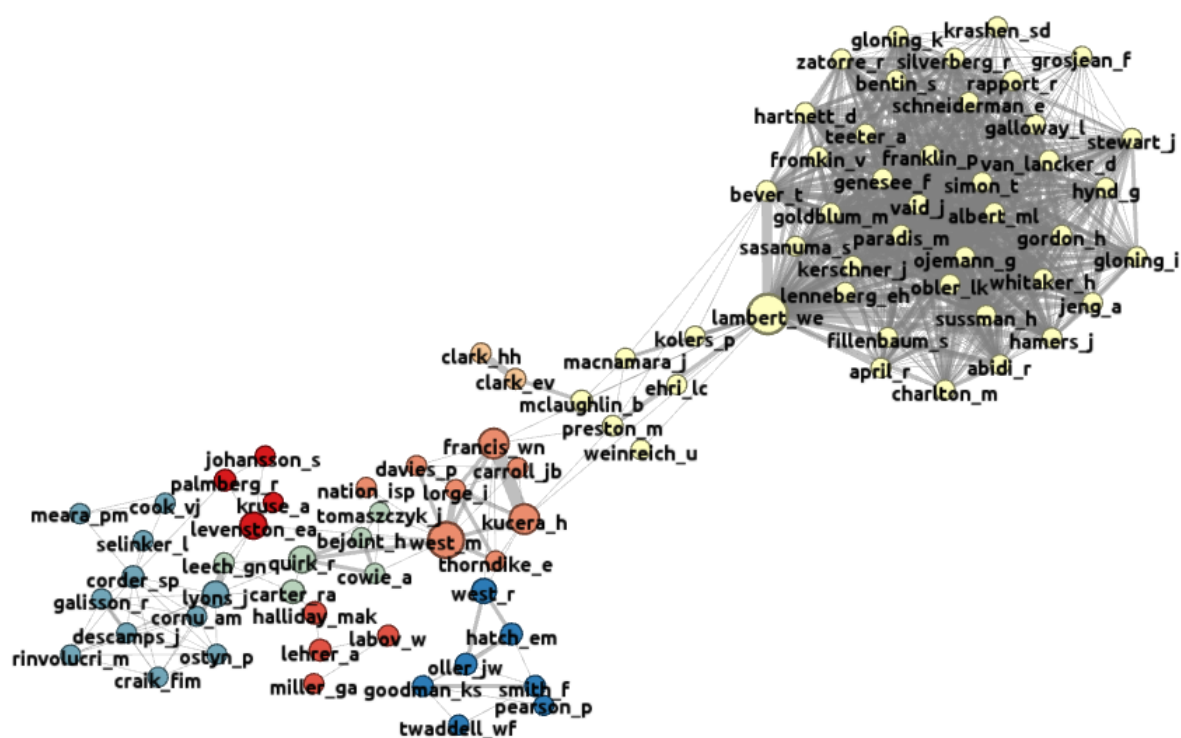 krashen_sd
gloning_k
zatorre_r
silverberg_r
grosjean_f
bentin_s
rapport_r
schneiderman_e
hartnett_d
galloway_l
teeter_a
stewart_j
fromkin_v
franklin_p
van_lancker_d
genesee_f
simon_t
hynd_g
bever_t
goldblum_m
vaid_j
albert_ml
sasanuma_s
paradis_m
gordon_h
kerschner_j
ojemann_g
gloning_i
lenneberg_eh
obler_lk
whitaker_h
jeng_a
lambert_we
sussman_h
kolers_p
fillenbaum_s
hamers_j
clark_hh
macnamara_j
april_r
abidi_r
clark_ev
ehri_lc
charlton_m
mclaughlin_b
preston_m
francis_wn
weinreich_u
johansson_s
davies_p
carroll_jb
palmberg_r
nation_isp
lorge_i
meara_pm
cook_vj
kruse_a
tomaszczyk_j
kucera_h
levenston_ea
selinker_l
bejoint_h
west_m
leech_gn
quirk_r
thorndike_e
corder_sp
cowie_a
galisson_r
lyons_j
carter_ra
west_r
cornu_am
halliday_mak
descamps_j
labov_w
hatch_em
rinvolucri_m
ostyn_p
lehrer_a
oller_jw
craik_fim
miller_ga
goodman_ks
smith_f
pearson_p
twaddell_wf